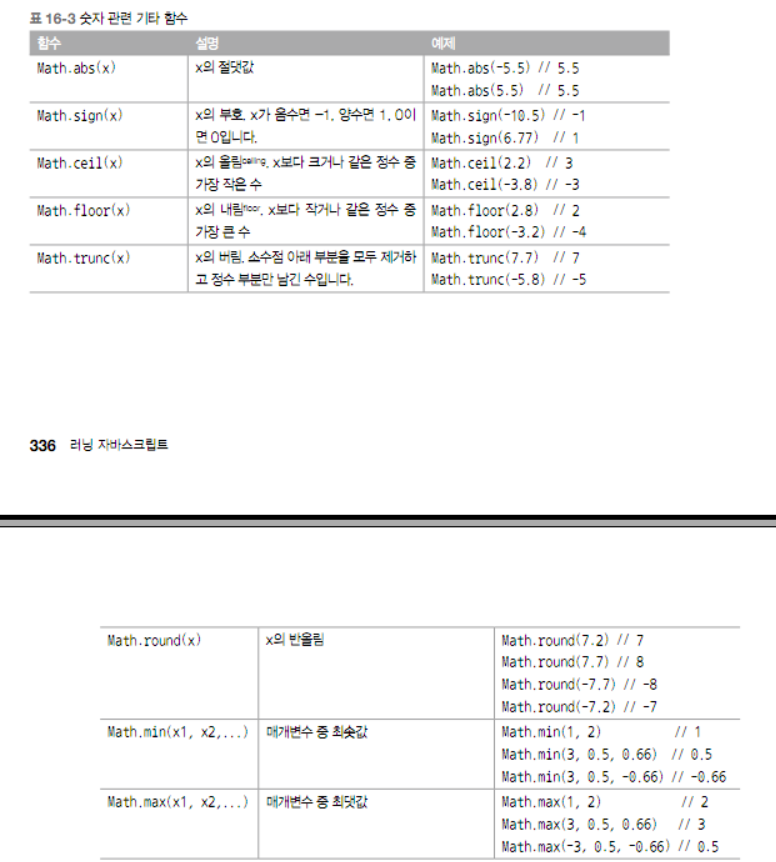 표 16-3 숫자 관련 기타 함수
함수 설명 예제
Math.abs(x) x의 절댓값 Math.abs(-5.5) // 5.5
Math.abs(5.5) // 5.5
Math.sign(x) x의 부호. x가 음수면 -1, 양수면 1, 0이 Math.sign(-10.5) // -1
면 0입니다. Math.sign(6.77) // 1
Math.ceil(x) x의 올림ceiling. x보다 크거나 같은 정수 중 Math.ceil(2.2) // 3
가장 작은 수 Math.ceil(-3.8) // -3
Math.floor(x) x의 내림floor. x보다 작거나 같은 정수 중 Math.floor(2.8) // 2
가장 큰 수 Math.floor(-3.2) // -4
Math.trunc(x) x의 버림. 소수점 아래 부분을 모두 제거하 Math.trunc(7.7) // 7
고 정수 부분만 남긴 수입니다. Math.trunc(-5.8) // -5
336 러닝 자바스크립트
Math.round(x) x의 반올림 Math.round(7.2) // 7
Math.round(7.7) // 8
Math.round(-7.7) // -8
Math.round(-7.2) // -7
Math.min(x1, x2,...) 매개변수 중 최솟값 Math.min(1, 2) // 1
Math.min(3, 0.5, 0.66) // 0.5
Math.min(3, 0.5, -0.66) // -0.66
Math.max(x1, x2,...) 매개변수 중 최댓값 Math.max(1, 2) // 2
Math.max(3, 0.5, 0.66) // 3
Math.max(-3, 0.5, -0.66) // 0.5